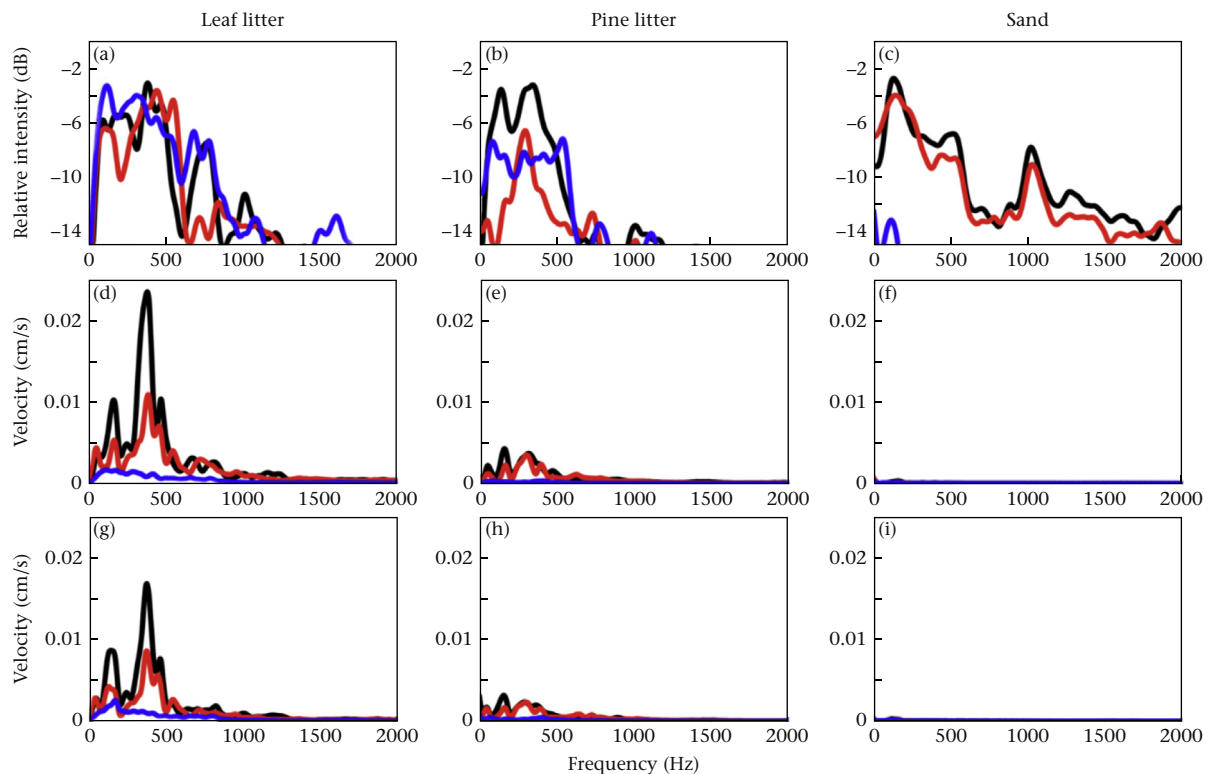 Leaf litter Pine litter Sand
(a) (b) (c)
Relative intensity (dB)
–2 –2 –2
–6 –6 –6
–10 –10 –10
–14 –14 –14
0 500 1000 1500 2000 0 500 1000 1500 2000 0 500 1000 1500 2000
(d) (e) (f)
Velocity (cm/s)
0.02 0.02 0.02
0.01 0.01 0.01
0 0 0
0 500 1000 1500 2000 0 500 1000 1500 2000 0 500 1000 1500 2000
(g) (h) (i)
Velocity (cm/s)
0.02 0.02 0.02
0.01 0.01 0.01
0 0 0
0 500 1000 1500 2000 0 500 1000 1500 2000 0 500 1000 1500 2000
Frequency (Hz)